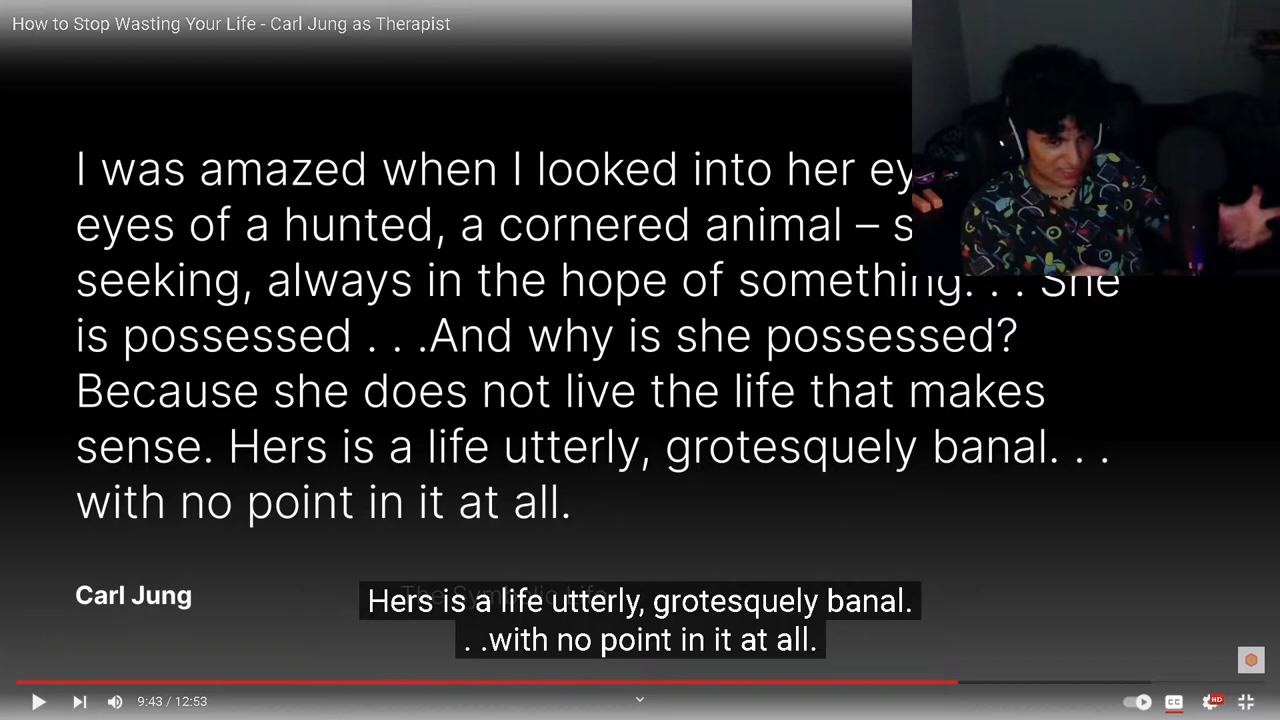 How to Stop Wasting Your Life - Carl Jung as Therapist
I was amazed when I looked into her
eyes of a hunted, a cornered animal –
seeking, always in the hope of something. . . She
is possessed . . .And why is she possessed?
Because she does not live the life that makes
sense. Hers is a life utterly, grotesquely banal. . .
with no point in it at all.
Carl Jung
Hers is a life utterly, grotesquely banal.
. .with no point in it at all.
9:43 / 12:53
CC
HD